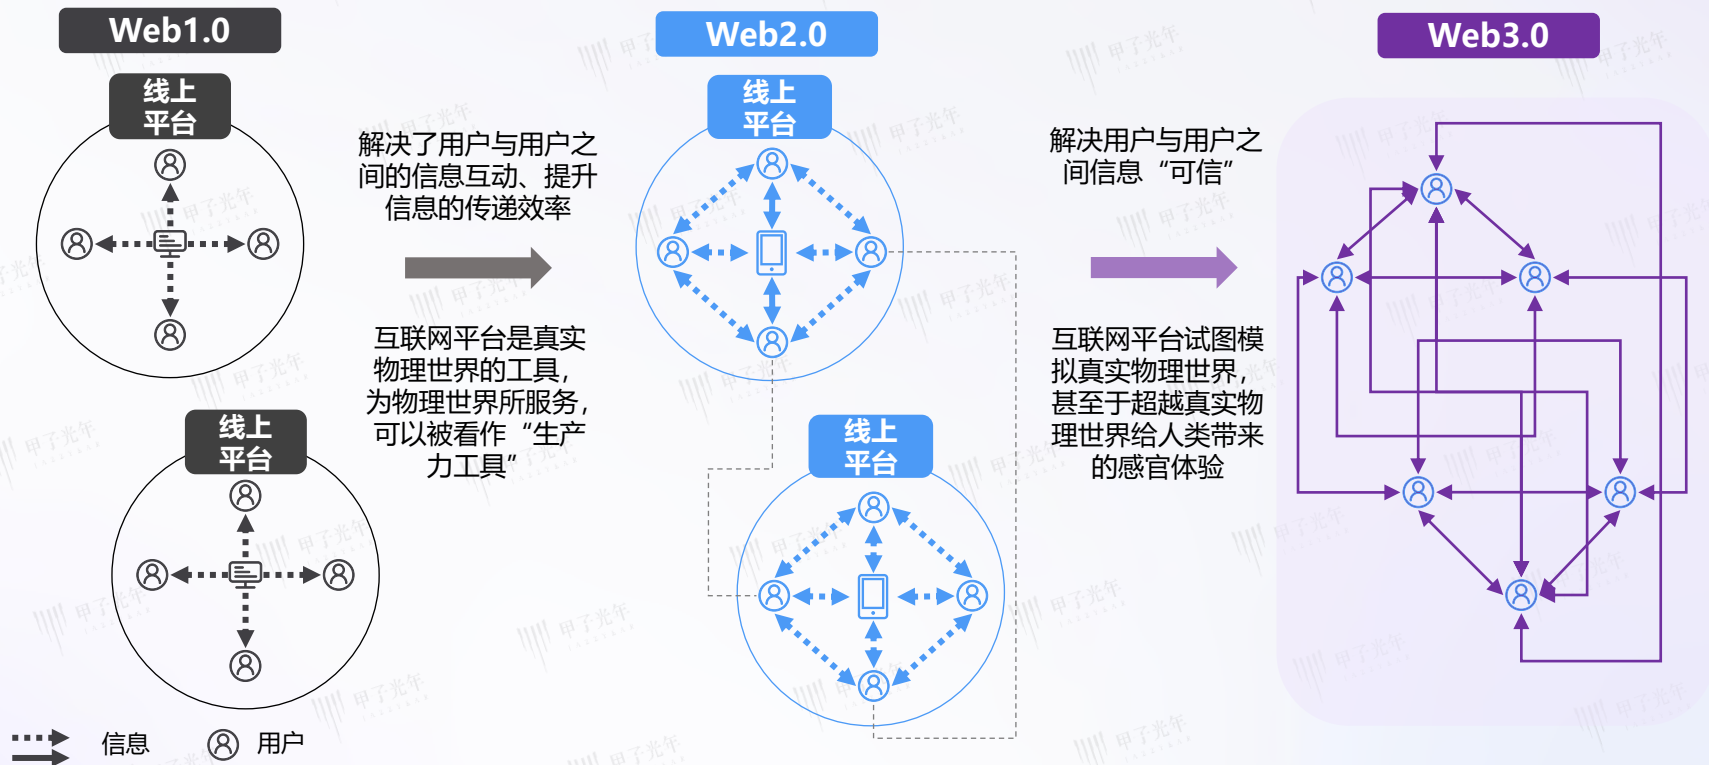 Web1.0
线上
平台
线上
平台
信息
用户
解决了用户与用户之
间的信息互动、提升
信息的传递效率
互联网平台是真实
物理世界的工具，
为物理世界所服务，
可以被看作“生产
力工具”
Web2.0
线上
平台
线上
平台
解决用户与用户之
间信息“可信”
互联网平台试图模
拟真实物理世界，
甚至于超越真实物
理世界给人类带来
的感官体验
Web3.0
甲子光年